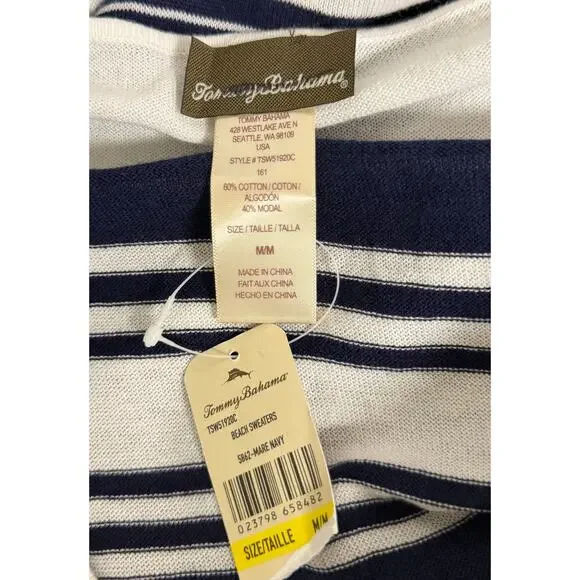 Tommy Bahama®
TOMMY BAHAMA
428 WESTLAKE AVE N
SEATTLE, WA 98109
USA
STYLE # TSW51920C
161
60% COTTON / COTON /
ALGODÓN
40% MODAL
SIZE / TAILLE / TALLA
M/M
MADE IN CHINA
FAIT AUX CHINA
HECHO EN CHINA
Tommy Bahama
TSW51920C
BEACH SWEATERS
5862-MARE NAVY
0 23798 658482
SIZE/TAILLE M/M